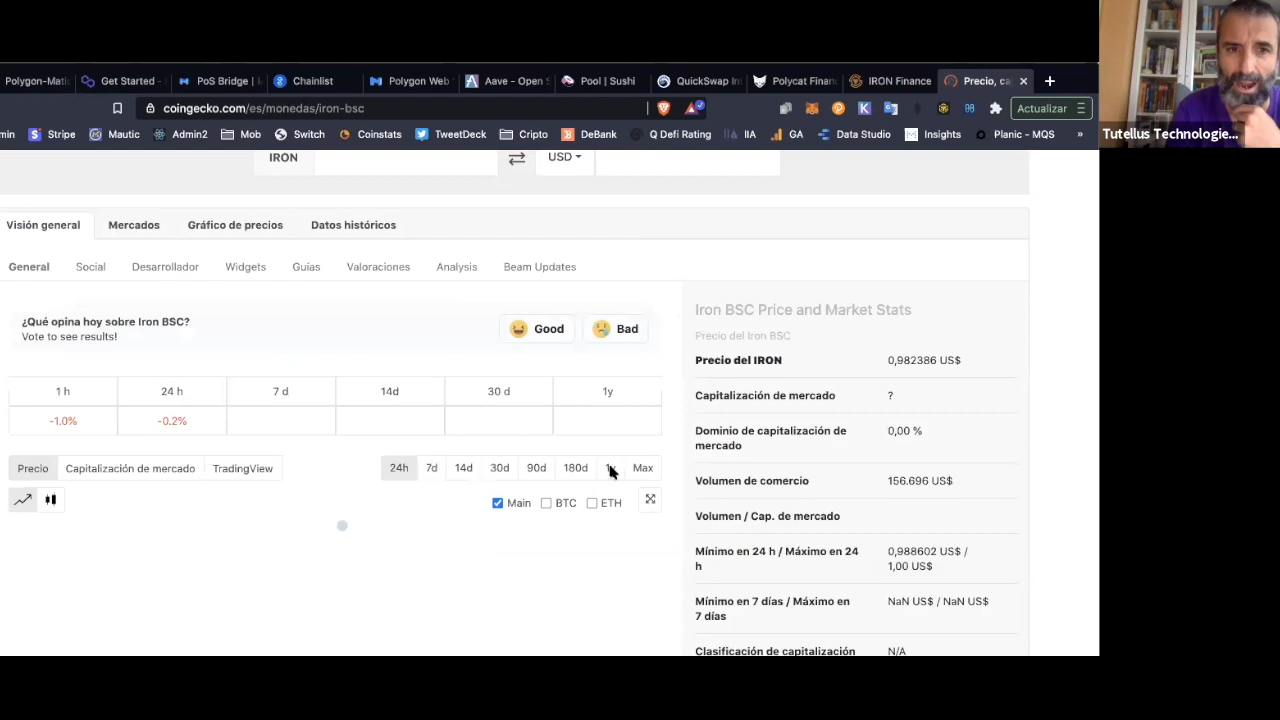 Polygon-Mati
Get Started -
PoS Bridge |
Chainlist
Polygon Web
Aave - Open S
Pool | Sushi
QuickSwap In
Polycat Finan
IRON Finance
Precio, ca
coingecko.com/es/monedas/iron-bsc
Actualizar
min
Stripe
Mautic
Admin2
Mob
Switch
Coinstats
TweetDeck
Cripto
DeBank
Q Defi Rating
IIA
GA
Data Studio
Insights
Planic - MQS
»
Tutellus Technologie...
IRON
USD
Visión general
Mercados
Gráfico de precios
Datos históricos
General
Social
Desarrollador
Widgets
Guías
Valoraciones
Analysis
Beam Updates
¿Qué opina hoy sobre Iron BSC?
Vote to see results!
Good
Bad
1 h
24 h
7 d
14d
30 d
1y
-1.0%
-0.2%
Precio
Capitalización de mercado
TradingView
24h
7d
14d
30d
90d
180d
Max
Main
BTC
ETH
Iron BSC Price and Market Stats
Precio del Iron BSC
Precio del IRON
0,982386 US$
Capitalización de mercado
?
Dominio de capitalización de
mercado
0,00 %
Volumen de comercio
156.696 US$
Volumen / Cap. de mercado
Mínimo en 24 h / Máximo en 24
h
0,988602 US$ /
1,00 US$
Mínimo en 7 días / Máximo en
7 días
NaN US$ / NaN US$
Clasificación de capitalización
N/A